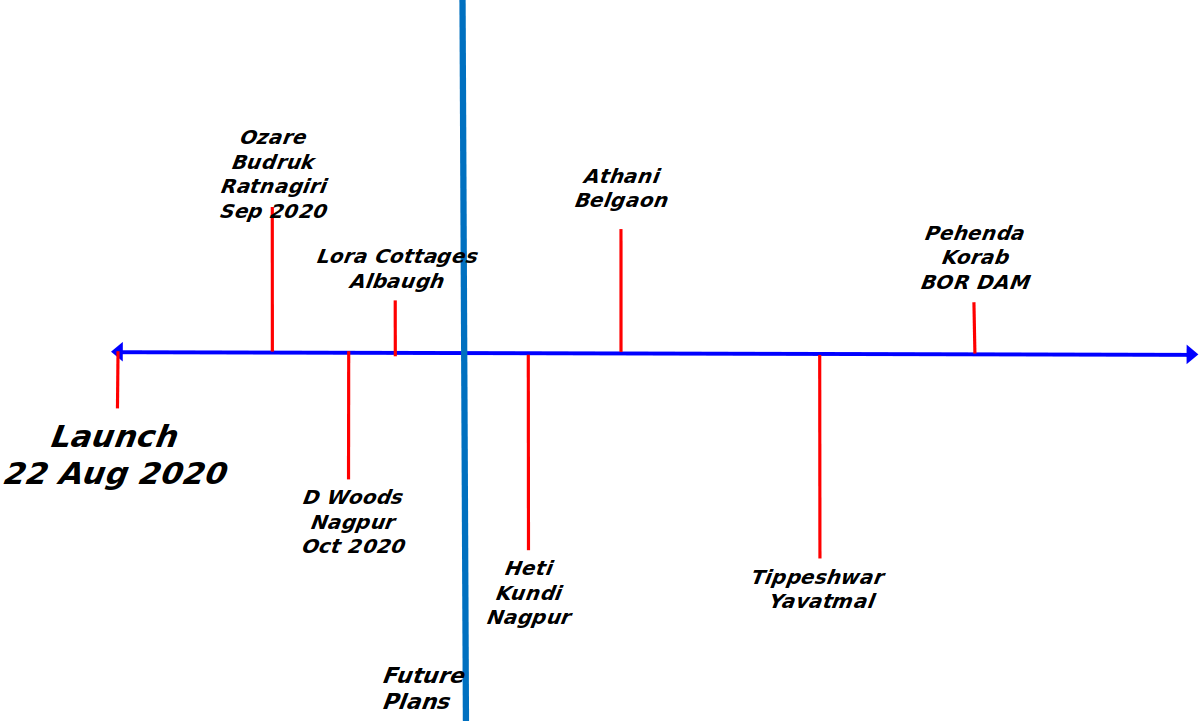 Ozare
Budruk
Ratnagiri
Sep 2020
Lora Cottages
Albaugh
Athani
Belgaon
Pehenda
Korab
BOR DAM
Launch
22 Aug 2020
D Woods
Nagpur
Oct 2020
Heti
Kundi
Nagpur
Tippeshwar
Yavatmal
Future
Plans